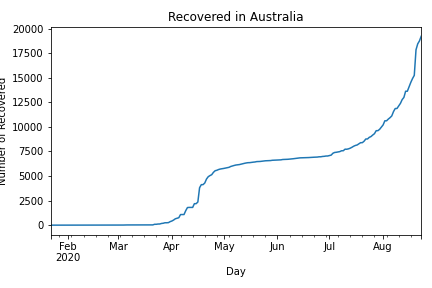 Recovered in Australia
Number of Recovered
20000
17500
15000
12500
10000
7500
5000
2500
0
Feb
2020
Mar
Apr
May
Jun
Jul
Aug
Day